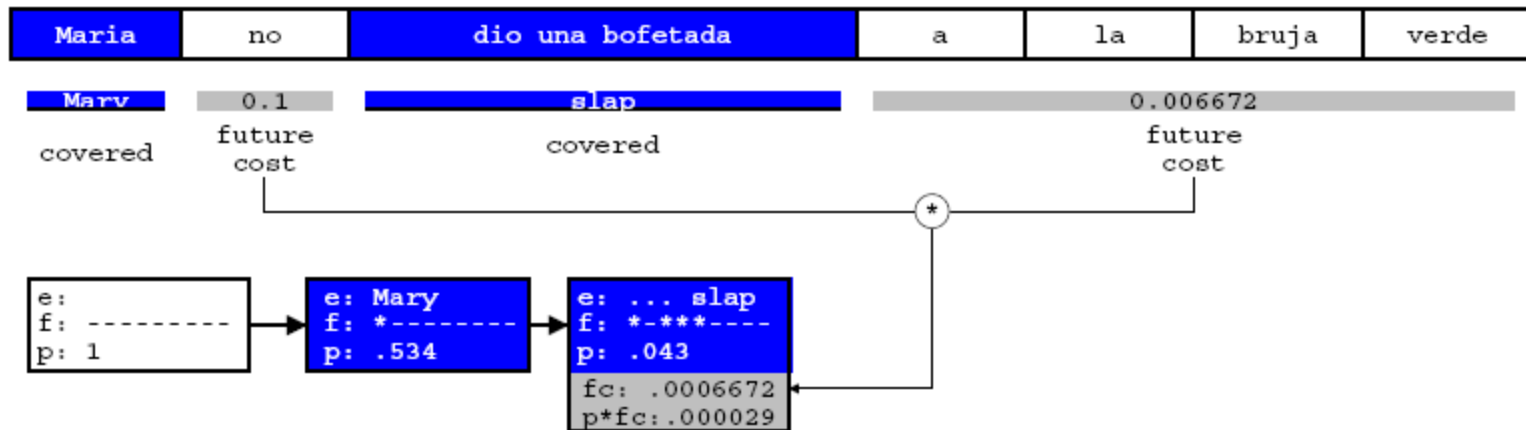 Maria no dio una bofetada a la bruja verde
Mary 0.1 slap 0.006672
covered future cost covered future cost
*
e:
f: ---------
p: 1
e: Mary
f: *--------
p: .534
e: ... slap
f: *-***----
p: .043
fc: .0006672
p*fc:.000029